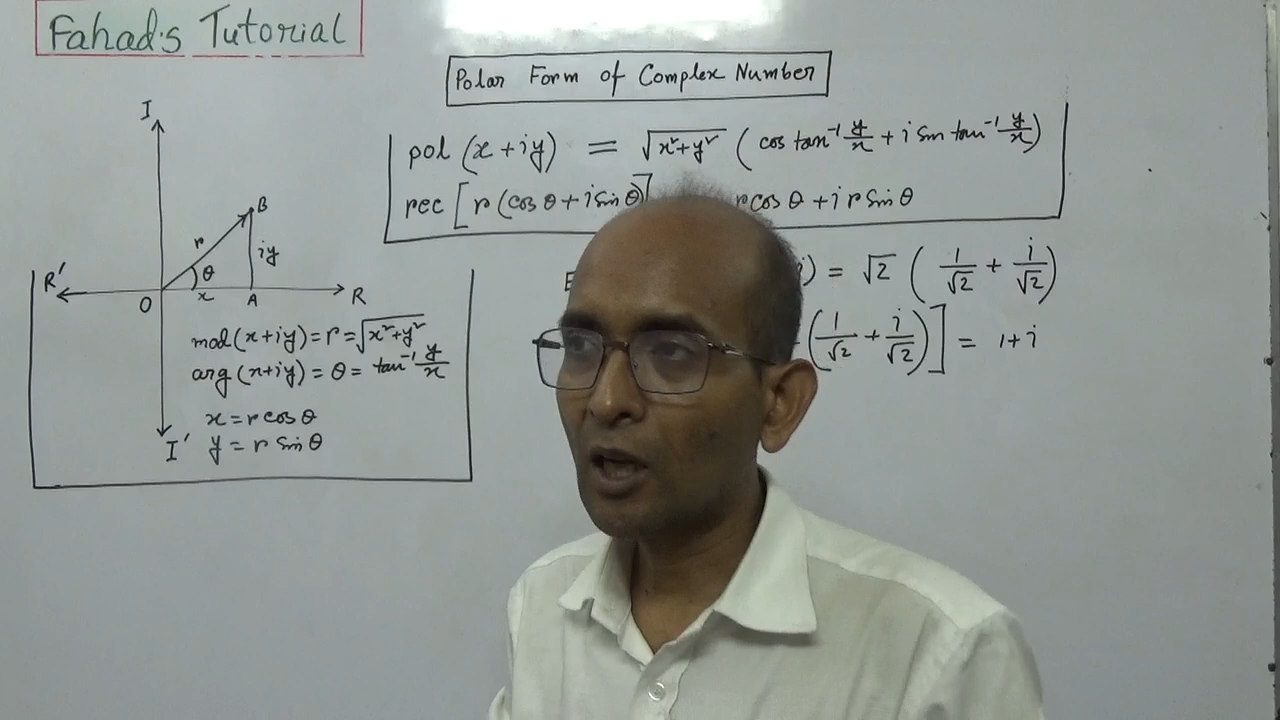 Fahad's Tutorial
Polar Form of Complex Number
pol (x + iy) = √x²+y² (cos tan⁻¹ y/x + i sin tan⁻¹ y/x)
rec [r (cos θ + i sin θ)] rcos θ + i r sin θ
) = √2 (1/√2 + i/√2)
(1/√2 + i/√2)] = 1+i
I
B
r
iy
θ
R'
O
x
A
R
mod (x+iy) = r = √x²+y²
arg (x+iy) = θ = tan⁻¹ y/x
x = r cos θ
I'
y = r sin θ